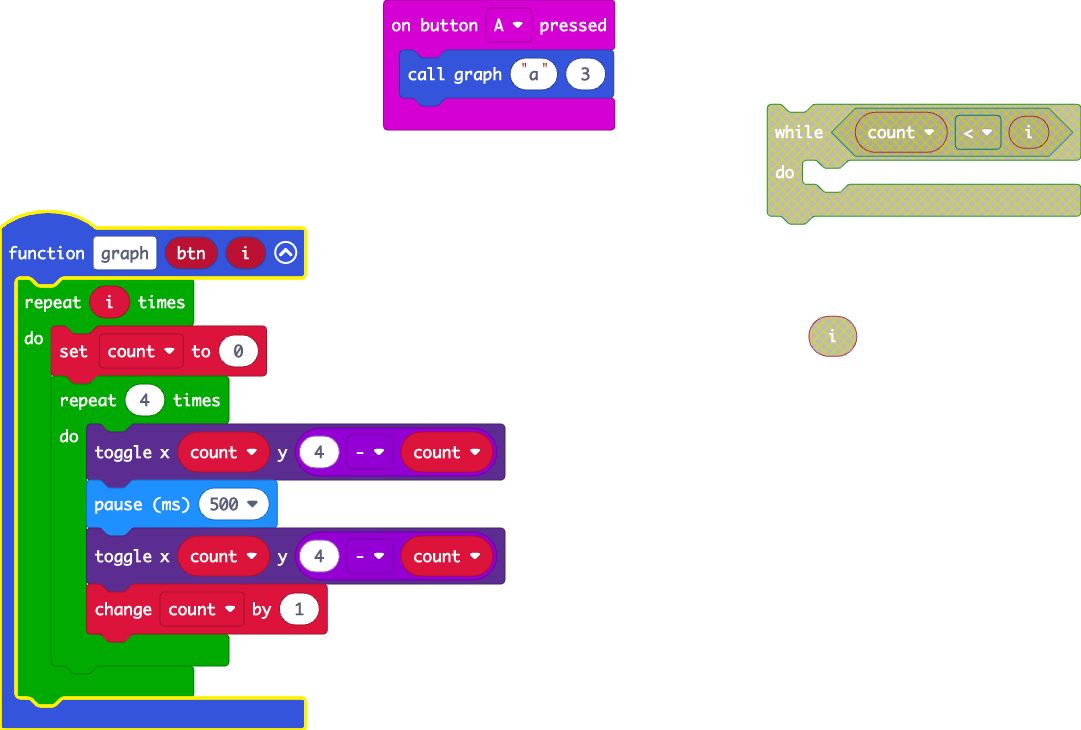 on button A pressed
call graph "a" 3
while count < i
do
function graph btn i
repeat i times
do
set count to 0
i
repeat 4 times
do
toggle x count y 4 - count
pause (ms) 500
toggle x count y 4 - count
change count by 1